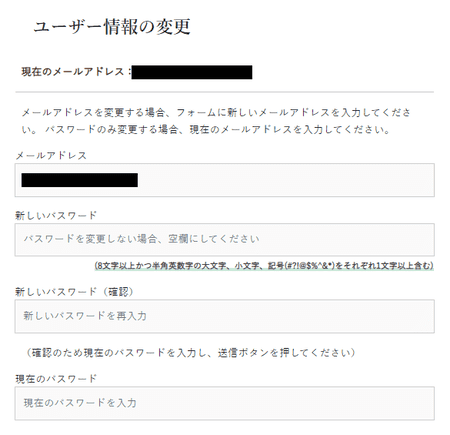 ユーザー情報の変更
現在のメールアドレス：
メールアドレスを変更する場合、フォームに新しいメールアドレスを入力してくださ
い。 パスワードのみ変更する場合、現在のメールアドレスを入力してください。
メールアドレス
新しいパスワード
パスワードを変更しない場合、空欄にしてください
(8文字以上かつ半角英数字の大文字、小文字、記号(#?!@$%^&*)をそれぞれ1文字以上含む)
新しいパスワード（確認）
新しいパスワードを再入力
（確認のため現在のパスワードを入力し、送信ボタンを押してください）
現在のパスワード
現在のパスワードを入力